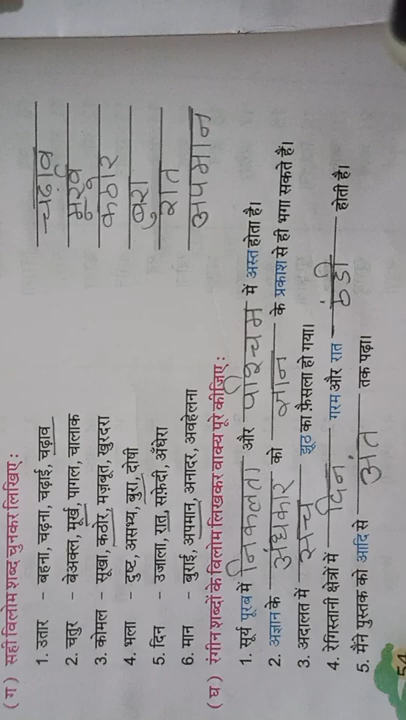 ( ग ) सही विलोम शब्द चुनकर लिखिए :
1. उतार - बहना, चढ़ना, चढ़ाई, चढ़ाव चढ़ाव
2. चतुर - बेअक्ल, मूर्ख, पागल, चालाक मूर्ख
3. कोमल - सूखा, कठोर, मज़बूत, खुरदरा कठोर
4. भला - दुष्ट, असभ्य, बुरा, दोषी बुरा
5. दिन - उजाला, रात, सफ़ेदी, अँधेरा रात
6. मान - बुराई, अपमान, अनादर, अवहेलना अपमान
( घ ) रंगीन शब्दों के विलोम लिखकर वाक्य पूरे कीजिए :
1. सूर्य पूरब में निकलता और पश्चिम में अस्त होता है।
2. अज्ञान के अंधकार को ज्ञान के प्रकाश से ही भगा सकते हैं।
3. अदालत में सच झूठ का फ़ैसला हो गया।
4. रेगिस्तानी क्षेत्रों में दिन गरम और रात ठंडी होती है।
5. मैंने पुस्तक को आदि से अंत तक पढ़ा।
54